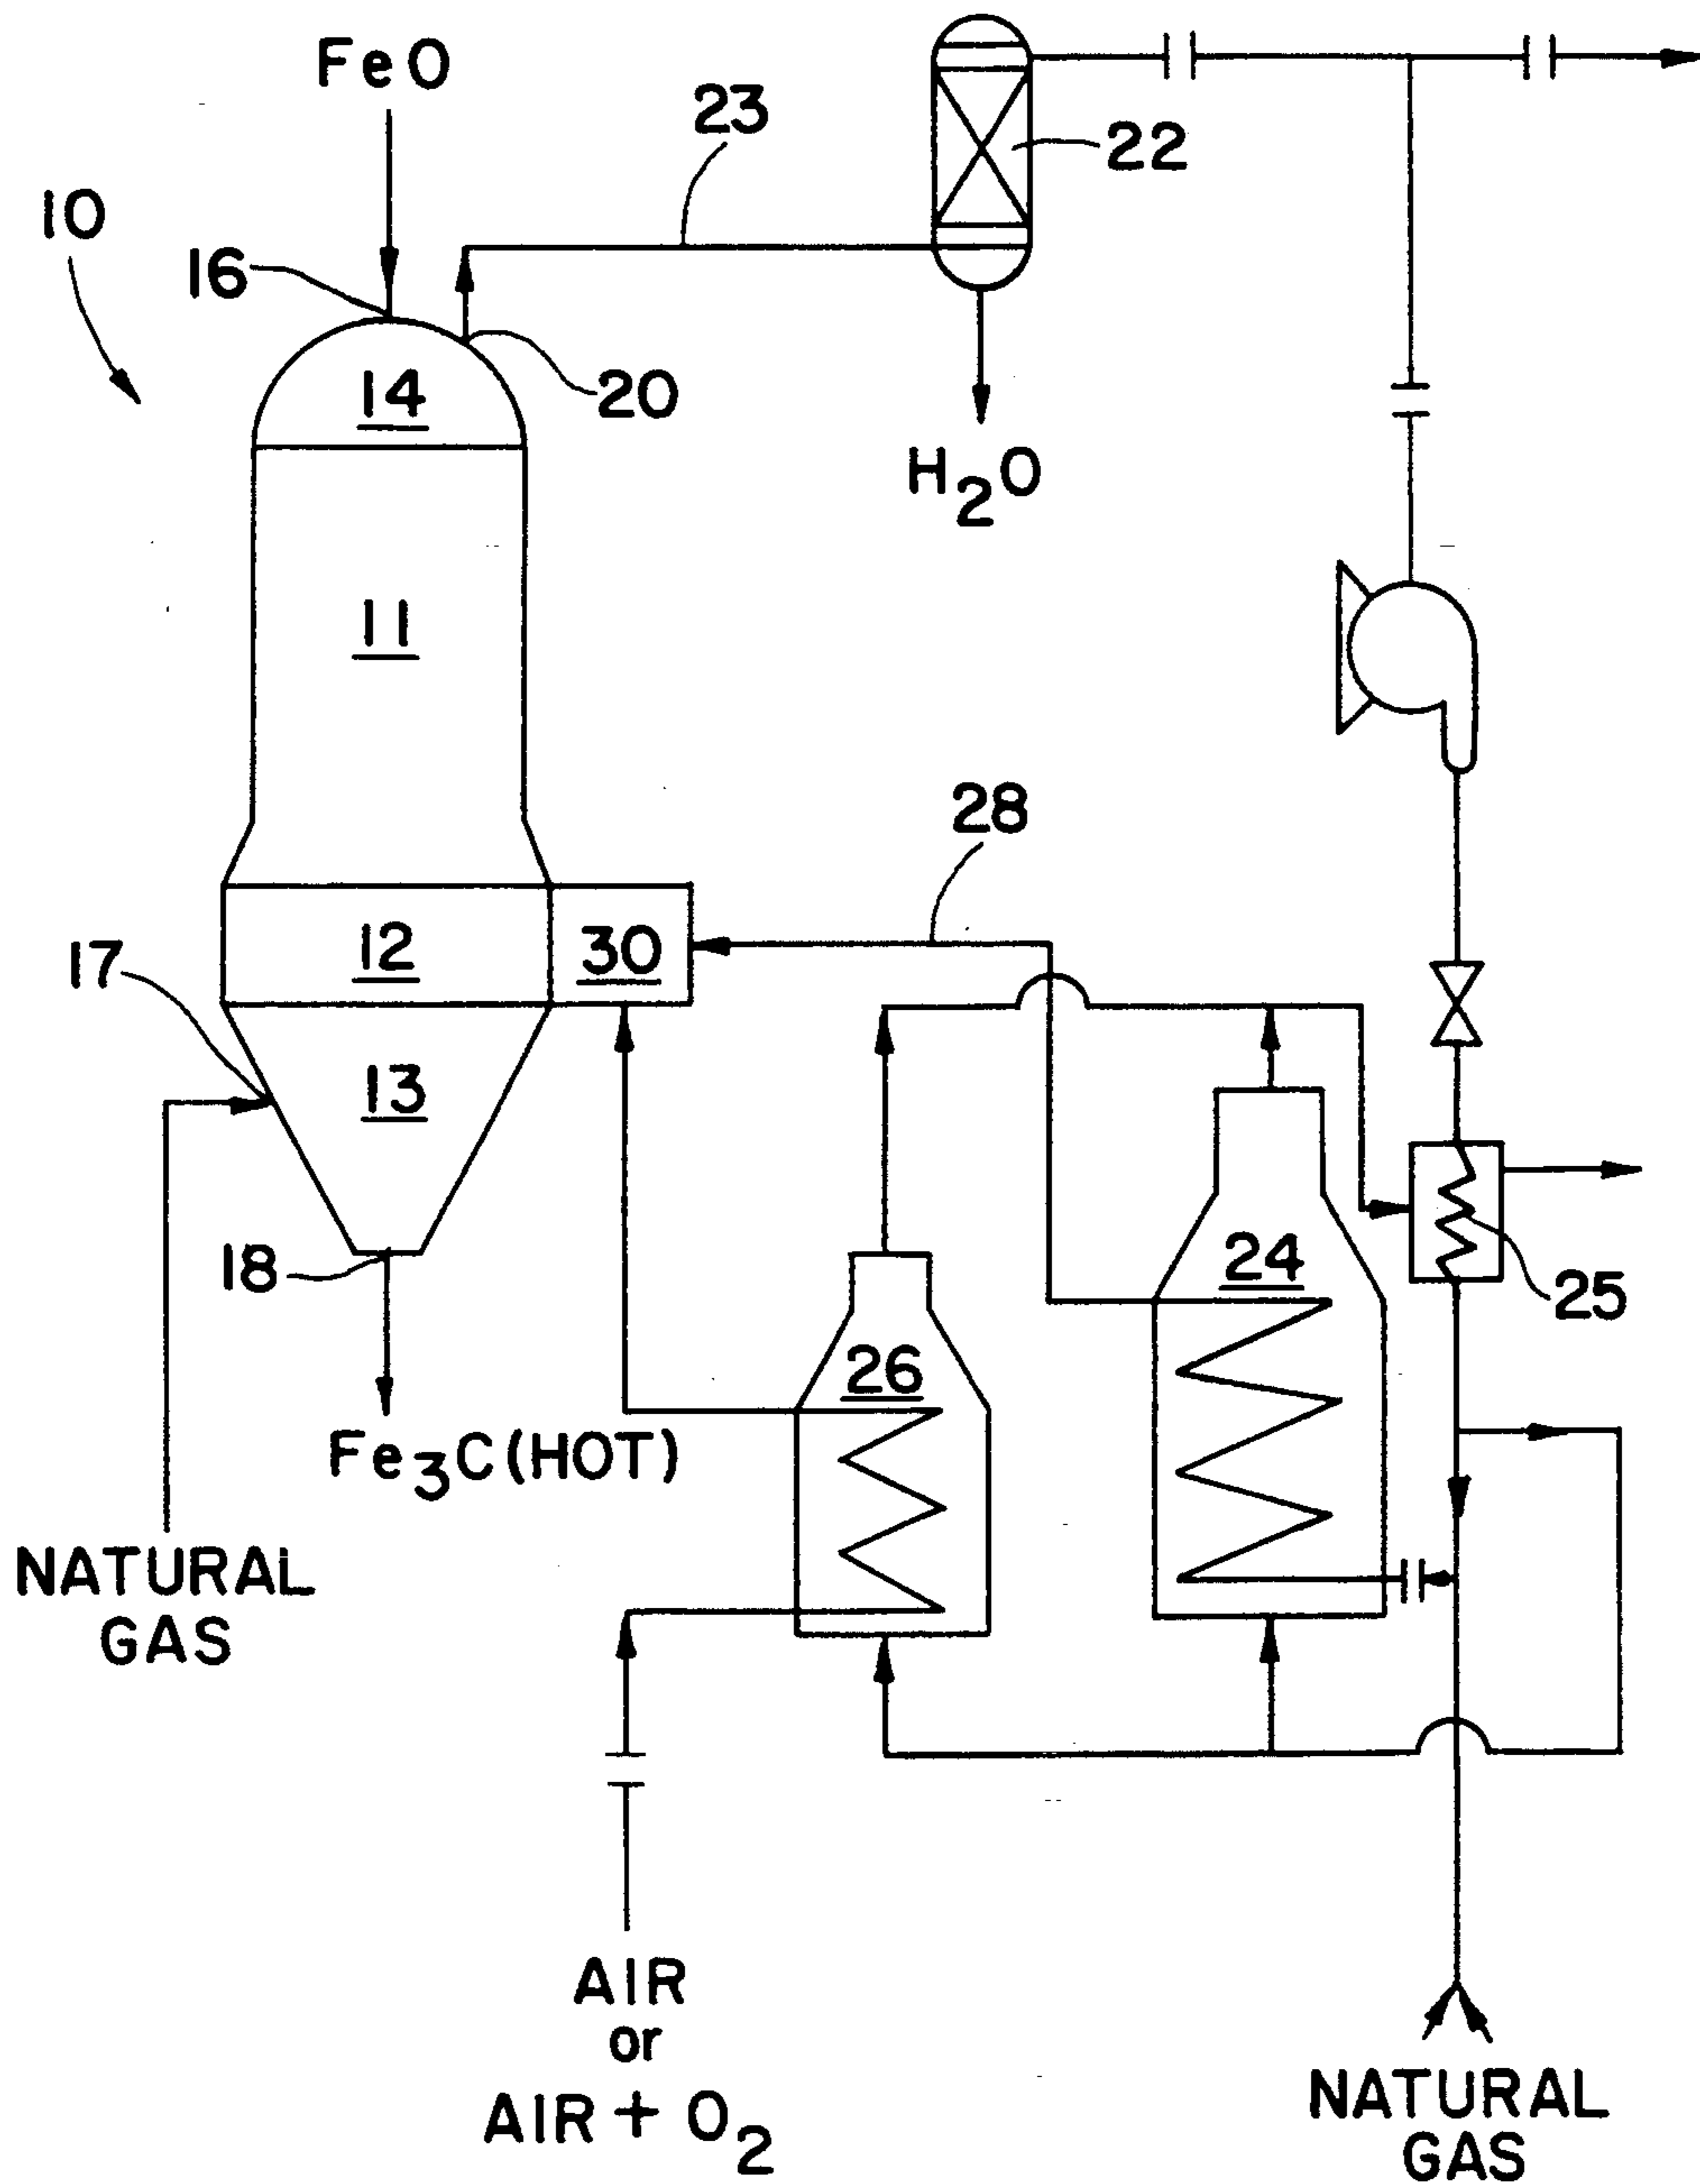 FeO
23
22
10
16
14
20
H2O
11
28
12
30
17
13
24
18
25
26
Fe3C(HOT)
NATURAL
GAS
AIR
or
AIR + O2
NATURAL
GAS